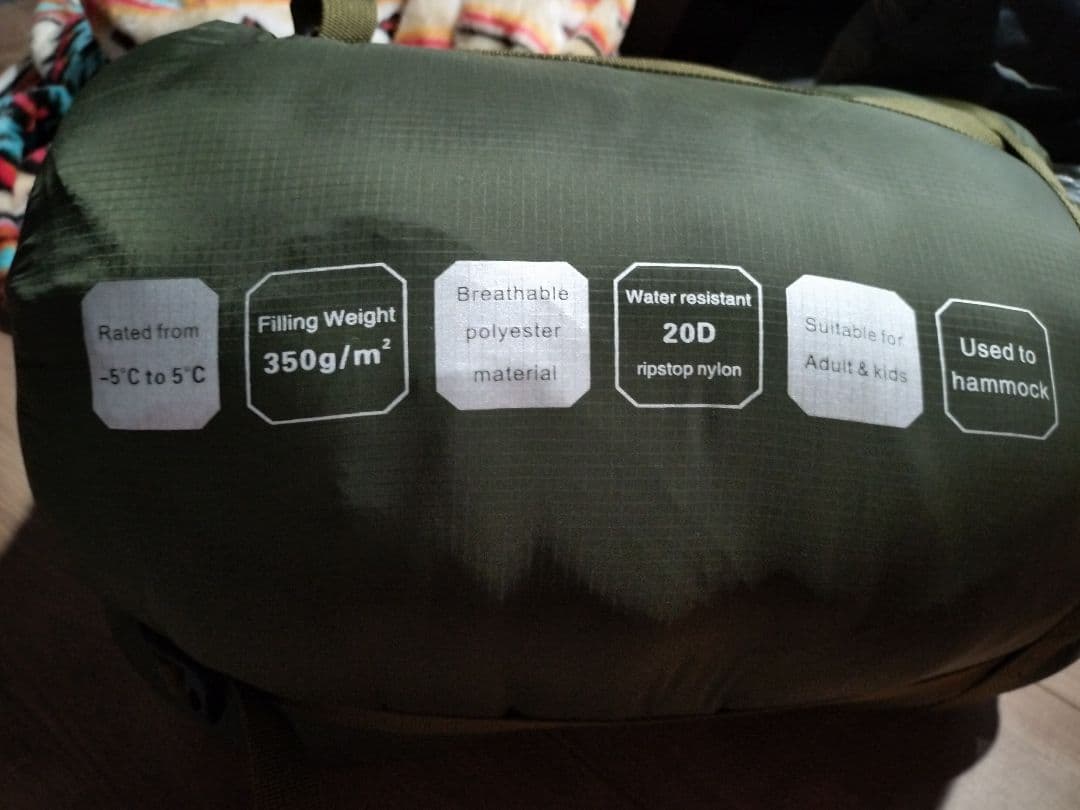 Rated from
-5°C to 5°C
Filling Weight
350g/m²
Breathable
polyester
material
Water resistant
20D
ripstop nylon
Suitable for
Adult & kids
Used to
hammock